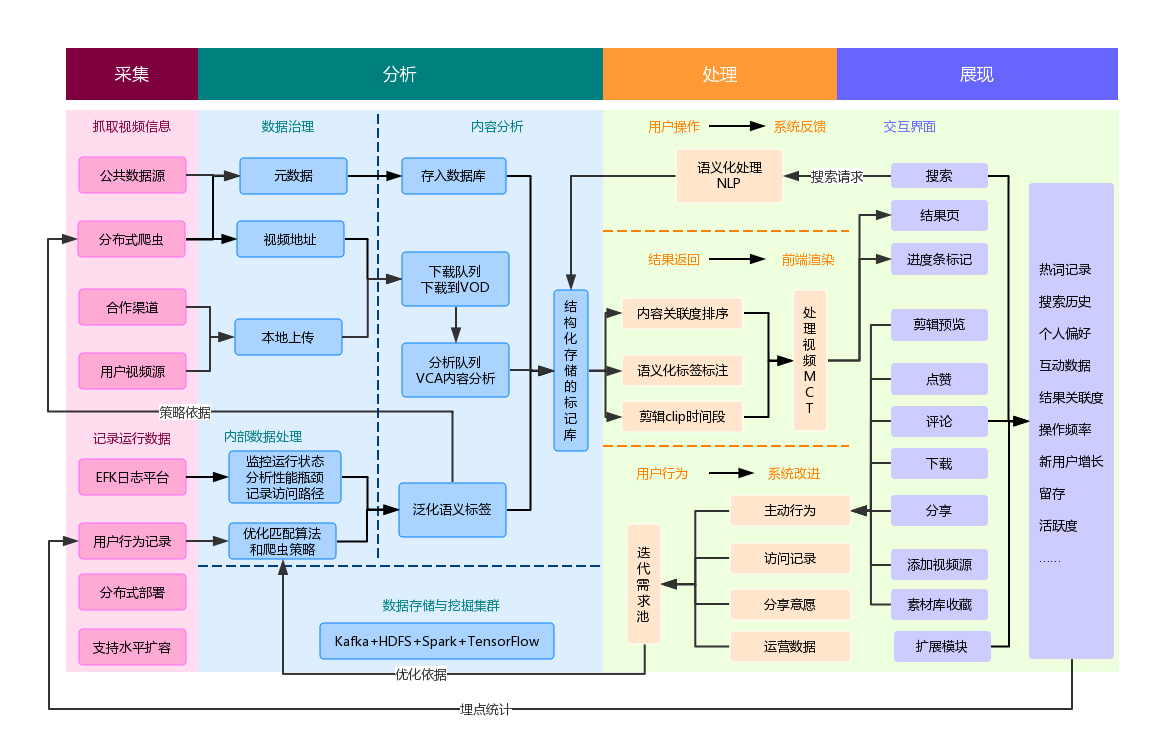 采集
分析
处理
展现
抓取视频信息
公共数据源
分布式爬虫
合作渠道
用户视频源
记录运行数据
EFK日志平台
用户行为记录
分布式部署
支持水平扩容
数据治理
元数据
视频地址
本地上传
策略依据
内部数据处理
监控运行状态
分析性能瓶颈
记录访问路径
优化匹配算法
和爬虫策略
内容分析
存入数据库
下载队列
下载到VOD
分析队列
VCA内容分析
泛化语义标签
结构化存储的标记库
数据存储与挖掘集群
Kafka+HDFS+Spark+TensorFlow
优化依据
埋点统计
用户操作
系统反馈
语义化处理
NLP
搜索请求
结果返回
前端渲染
内容关联度排序
语义化标签标注
剪辑clip时间段
处理视频MCT
用户行为
系统改进
迭代需求池
主动行为
访问记录
分享意愿
运营数据
交互界面
搜索
结果页
进度条标记
剪辑预览
点赞
评论
下载
分享
添加视频源
素材库收藏
扩展模块
热词记录
搜索历史
个人偏好
互动数据
结果关联度
操作频率
新用户增长
留存
活跃度
……